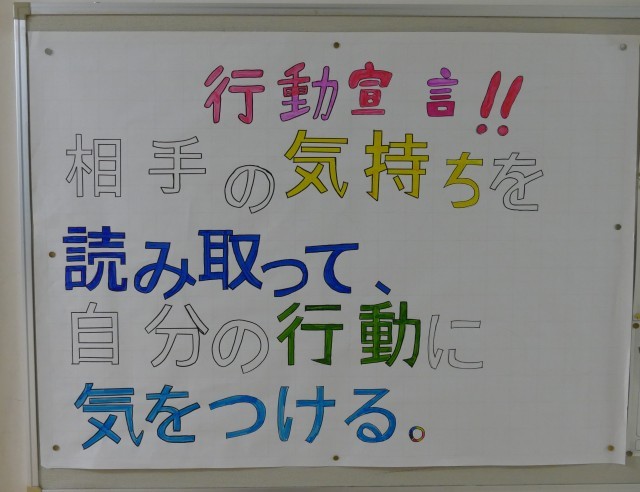 行動宣言!!
相手の気持ちを
読み取って、
自分の行動に
気をつける。